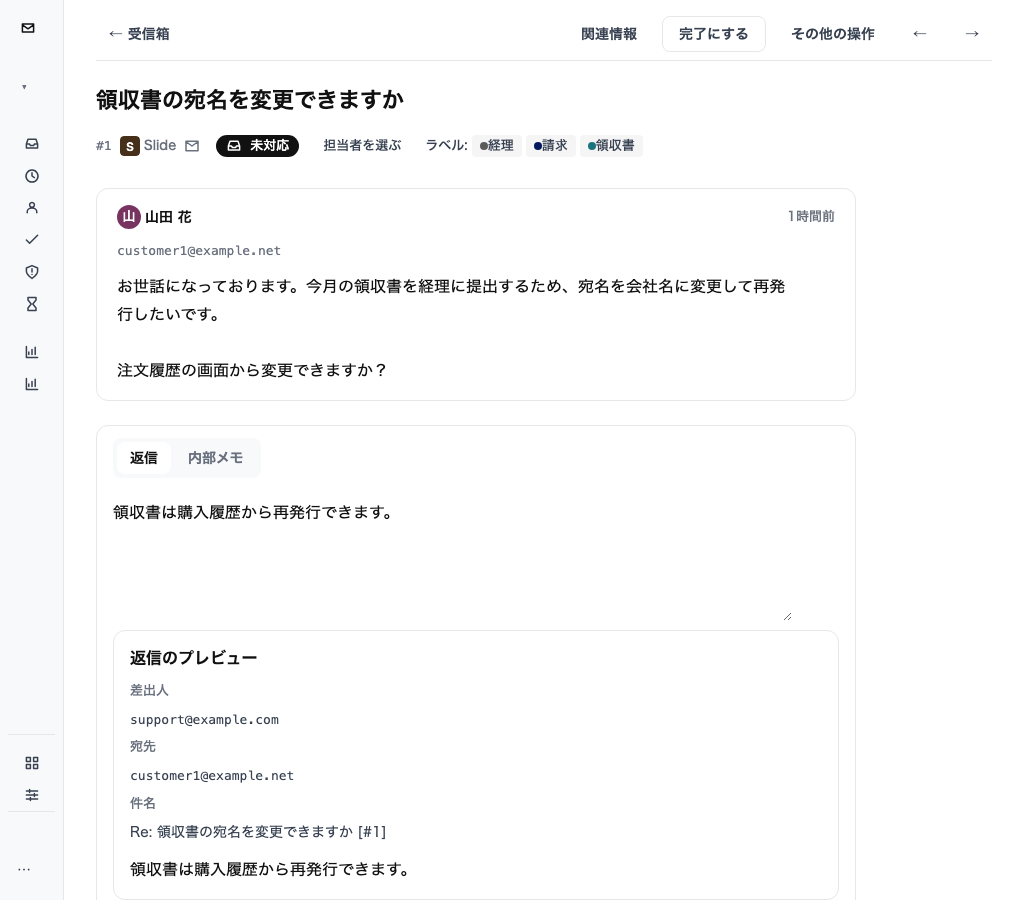 ← 受信箱
関連情報
完了にする
その他の操作
←
→
領収書の宛名を変更できますか
#1 S Slide 未対応 担当者を選ぶ ラベル: 経理 請求 領収書
山 山田 花
1時間前
customer1@example.net
お世話になっております。今月の領収書を経理に提出するため、宛名を会社名に変更して再発
行したいです。
注文履歴の画面から変更できますか？
返信 内部メモ
領収書は購入履歴から再発行できます。
返信のプレビュー
差出人
support@example.com
宛先
customer1@example.net
件名
Re: 領収書の宛名を変更できますか [#1]
領収書は購入履歴から再発行できます。